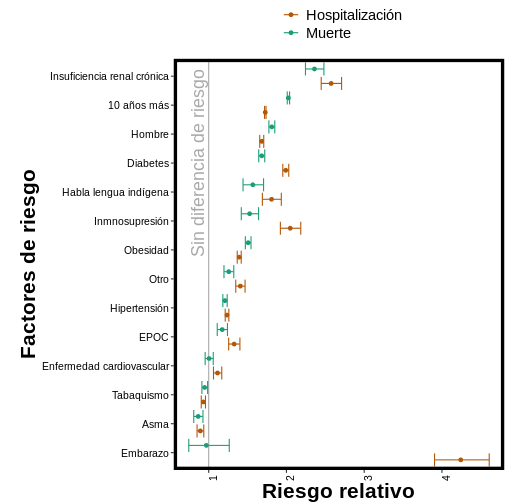 Hospitalización
Muerte
Factores de riesgo
Insuficiencia renal crónica
10 años más
Hombre
Diabetes
Habla lengua indígena
Inmnosupresión
Obesidad
Otro
Hipertensión
EPOC
Enfermedad cardiovascular
Tabaquismo
Asma
Embarazo
Sin diferencia de riesgo
1
2
3
4
Riesgo relativo